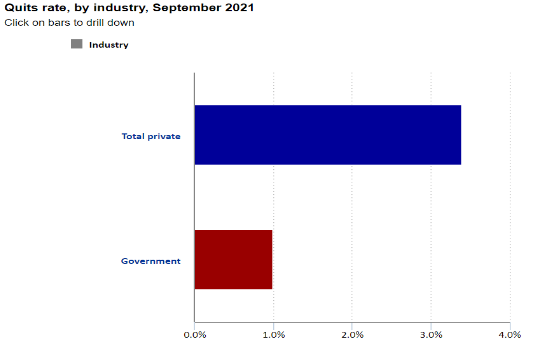 Quits rate, by industry, September 2021
Click on bars to drill down
Industry
Total private
Government
0.0% 1.0% 2.0% 3.0% 4.0%